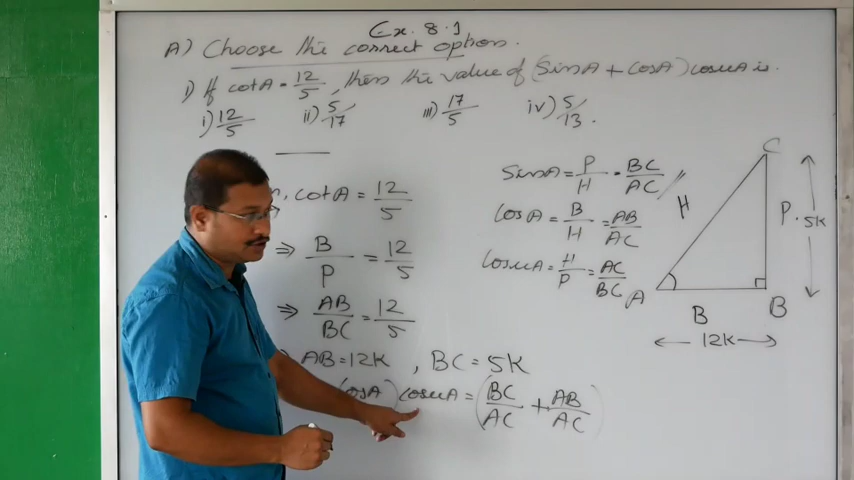 Ex. 8.1
A) Choose the correct option.
1) If cotA = 12/5, then the value of (SinA + CosA) cosecA is.
i) 12/5 ii) 5/17 iii) 17/5 iv) 5/13.
cotA = 12/5
⇒ B/P = 12/5
⇒ AB/BC = 12/5
AB = 12K, BC = 5K
CosA) CosecA = (BC/AC + AB/AC)
SinA = P/H = BC/AC
CosA = B/H = AB/AC
CosecA = H/P = AC/BC
C
H
P = 5K
A
B
B
12K